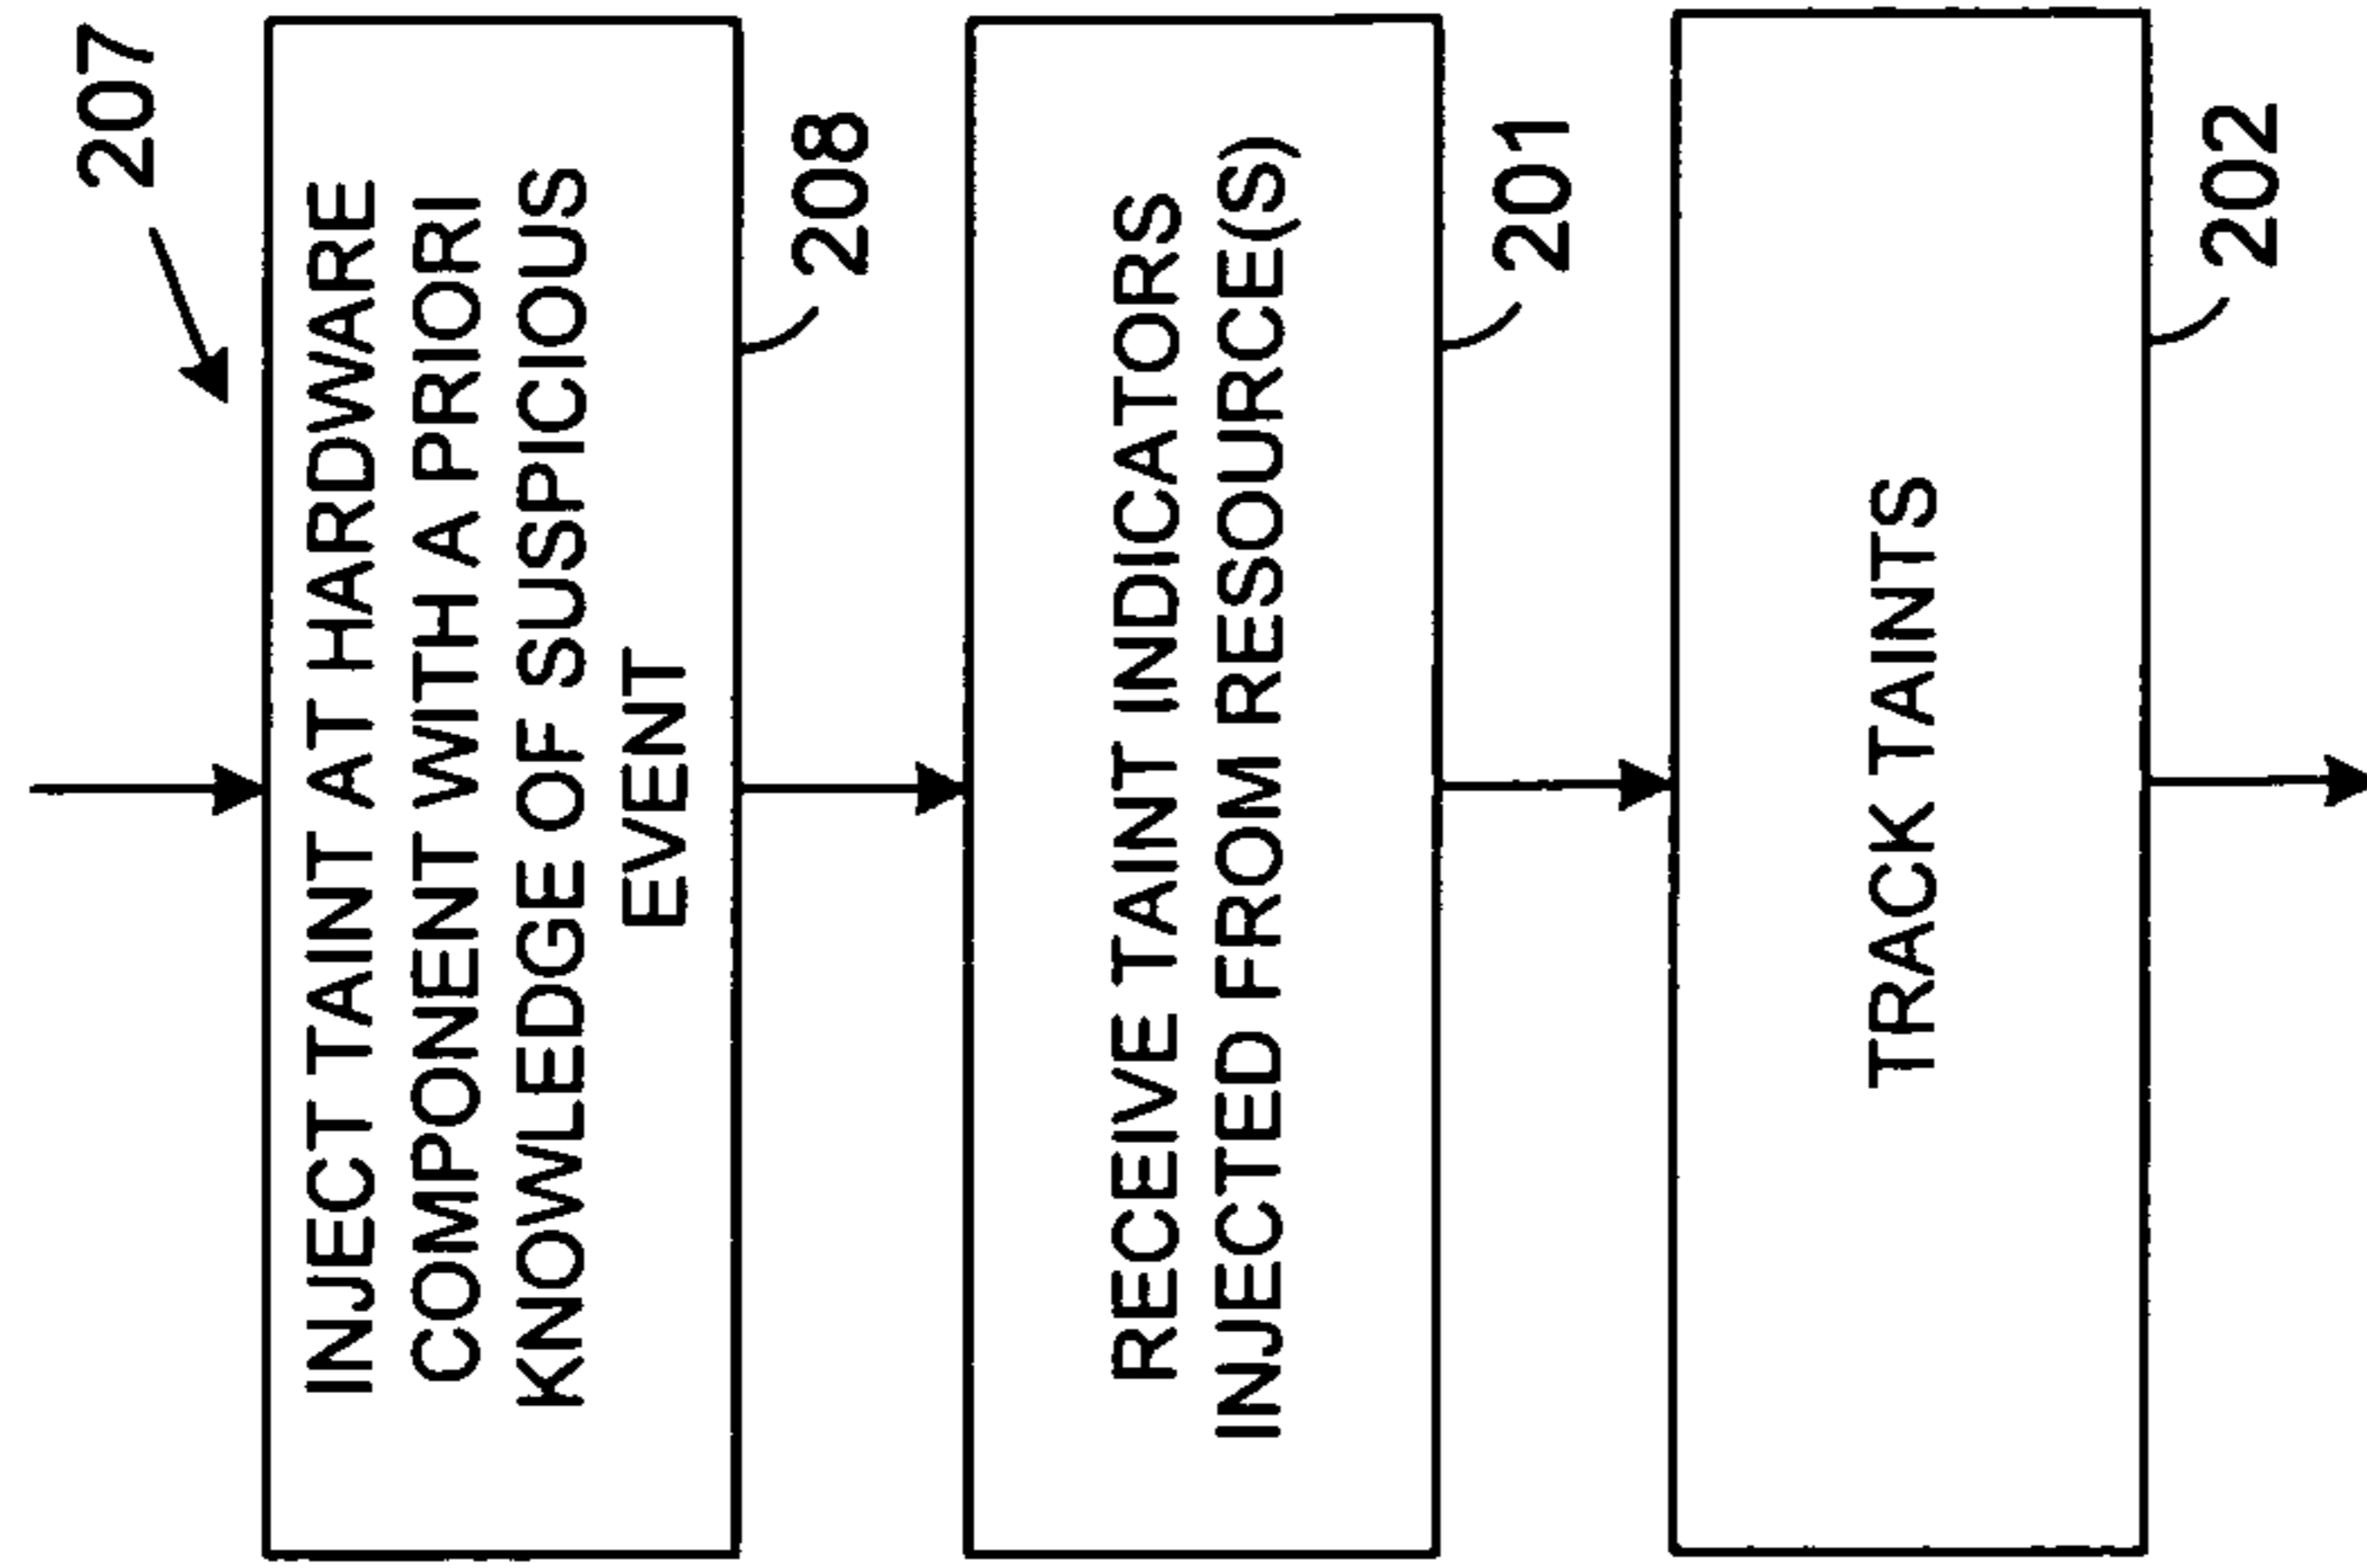 207
INJECT TAINT AT HARDWARE
COMPONENT WITH A PRIORI
KNOWLEDGE OF SUSPICIOUS
EVENT
208
RECEIVE TAINT INDICATORS
INJECTED FROM RESOURCE(S)
201
TRACK TAINTS
202